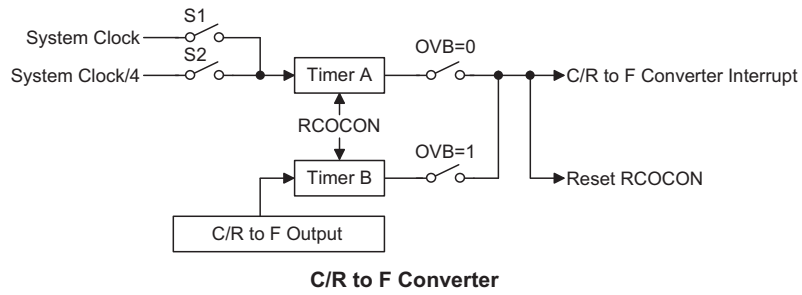 S1
System Clock
S2
OVB=0
System Clock/4
Timer A
C/R to F Converter Interrupt
RCOCON
OVB=1
Timer B
Reset RCOCON
C/R to F Output
C/R to F Converter